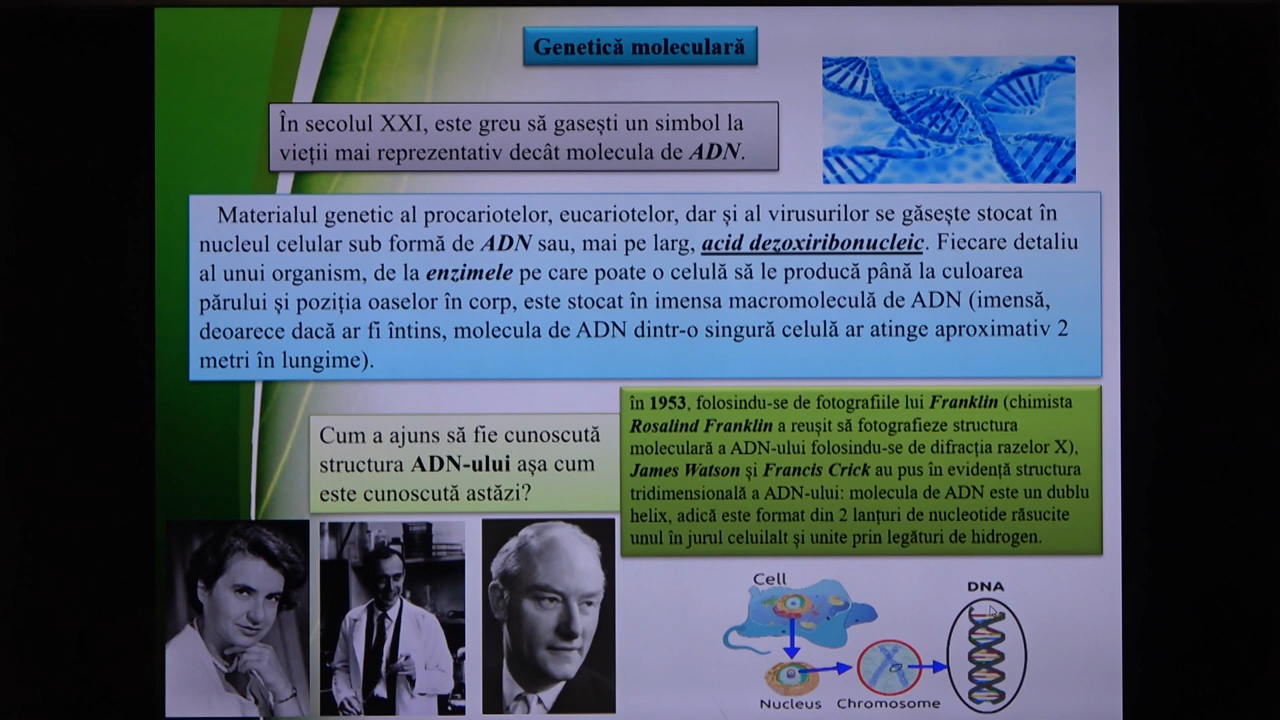 Genetică moleculară
În secolul XXI, este greu să gasești un simbol la
vieții mai reprezentativ decât molecula de ADN.
Materialul genetic al procariotelor, eucariotelor, dar și al virusurilor se găsește stocat în
nucleul celular sub formă de ADN sau, mai pe larg, acid dezoxiribonucleic. Fiecare detaliu
al unui organism, de la enzimele pe care poate o celulă să le producă până la culoarea
părului și poziția oaselor în corp, este stocat în imensa macromoleculă de ADN (imensă,
deoarece dacă ar fi întins, molecula de ADN dintr-o singură celulă ar atinge aproximativ 2
metri în lungime).
Cum a ajuns să fie cunoscută
structura ADN-ului așa cum
este cunoscută astăzi?
în 1953, folosindu-se de fotografiile lui Franklin (chimista
Rosalind Franklin a reușit să fotografieze structura
moleculară a ADN-ului folosindu-se de difracția razelor X),
James Watson și Francis Crick au pus în evidență structura
tridimensională a ADN-ului: molecula de ADN este un dublu
helix, adică este format din 2 lanțuri de nucleotide răsucite
unul în jurul celuilalt și unite prin legături de hidrogen.
Cell
DNA
Nucleus
Chromosome